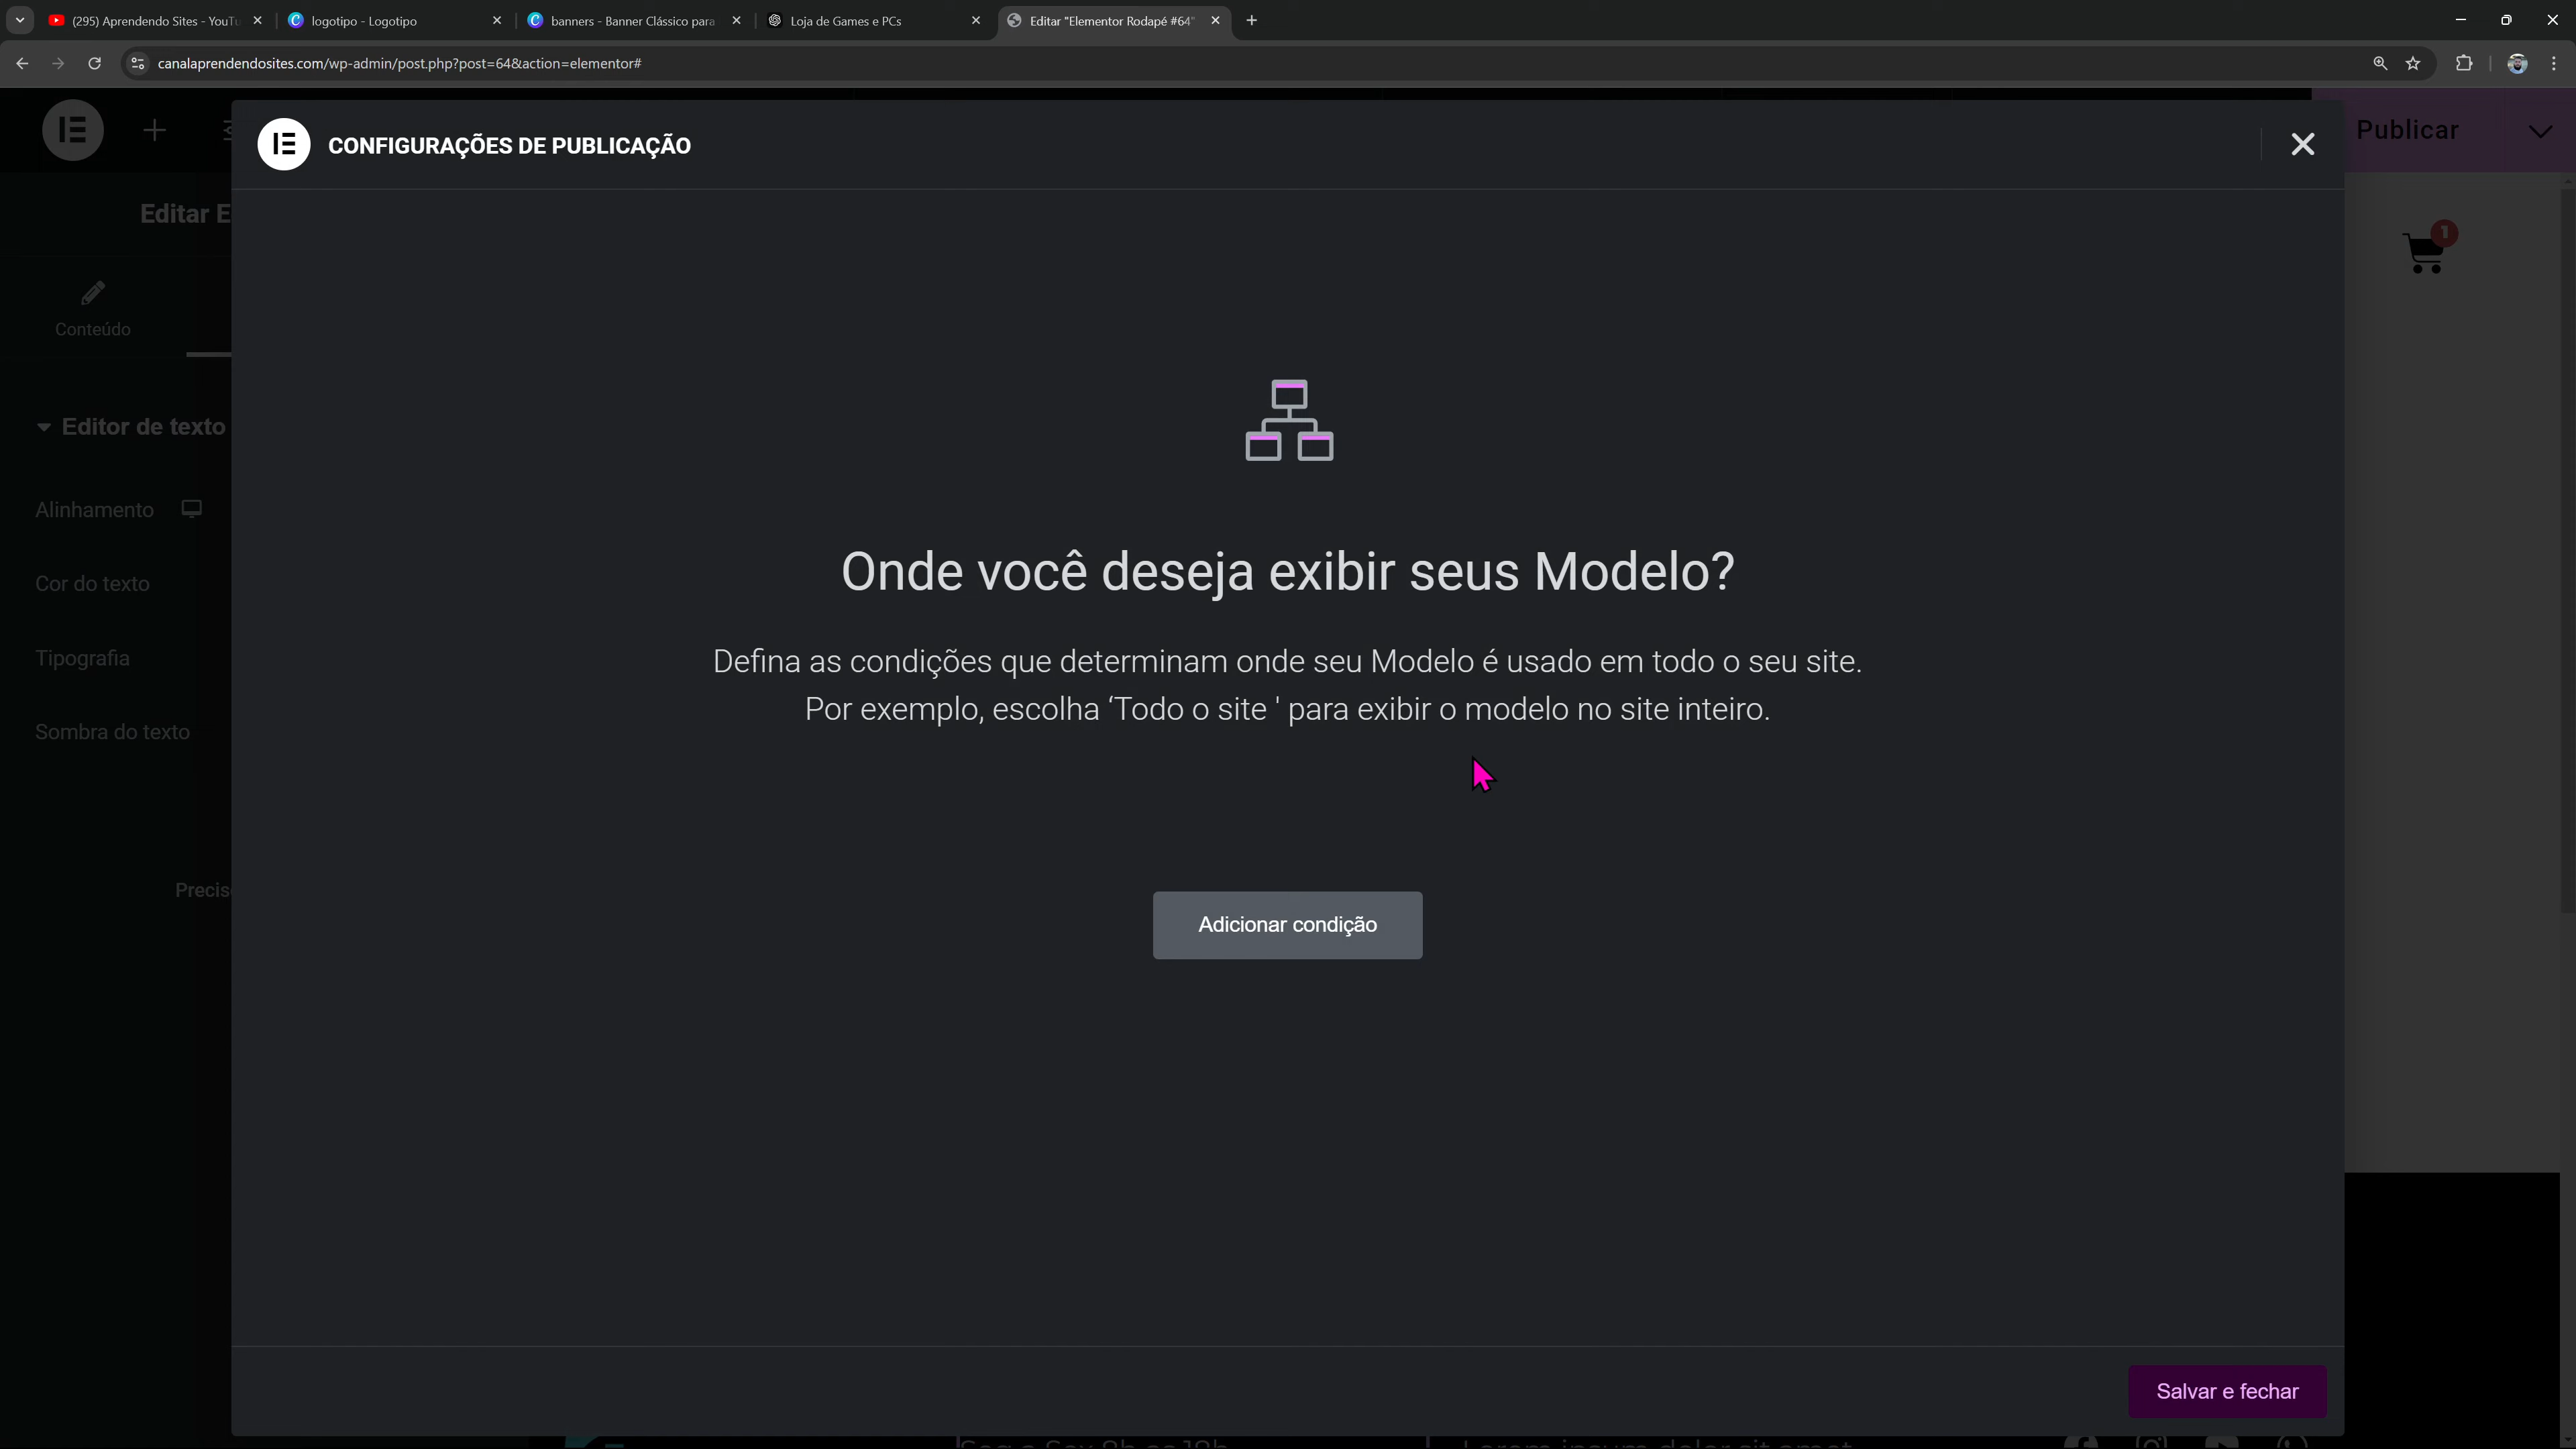 (295) Aprendendo Sites - YouTu
logotipo - Logotipo
banners - Banner Clássico para
Loja de Games e PCs
Editar "Elementor Rodapé #64"
canalaprendendosites.com/wp-admin/post.php?post=64&action=elementor#
CONFIGURAÇÕES DE PUBLICAÇÃO
Publicar
Editar E
1
Conteúdo
Editor de texto
Alinhamento
Cor do texto
Tipografia
Sombra do texto
Onde você deseja exibir seus Modelo?
Defina as condições que determinam onde seu Modelo é usado em todo o seu site.
Por exemplo, escolha ‘Todo o site ' para exibir o modelo no site inteiro.
Precis
Adicionar condição
Salvar e fechar